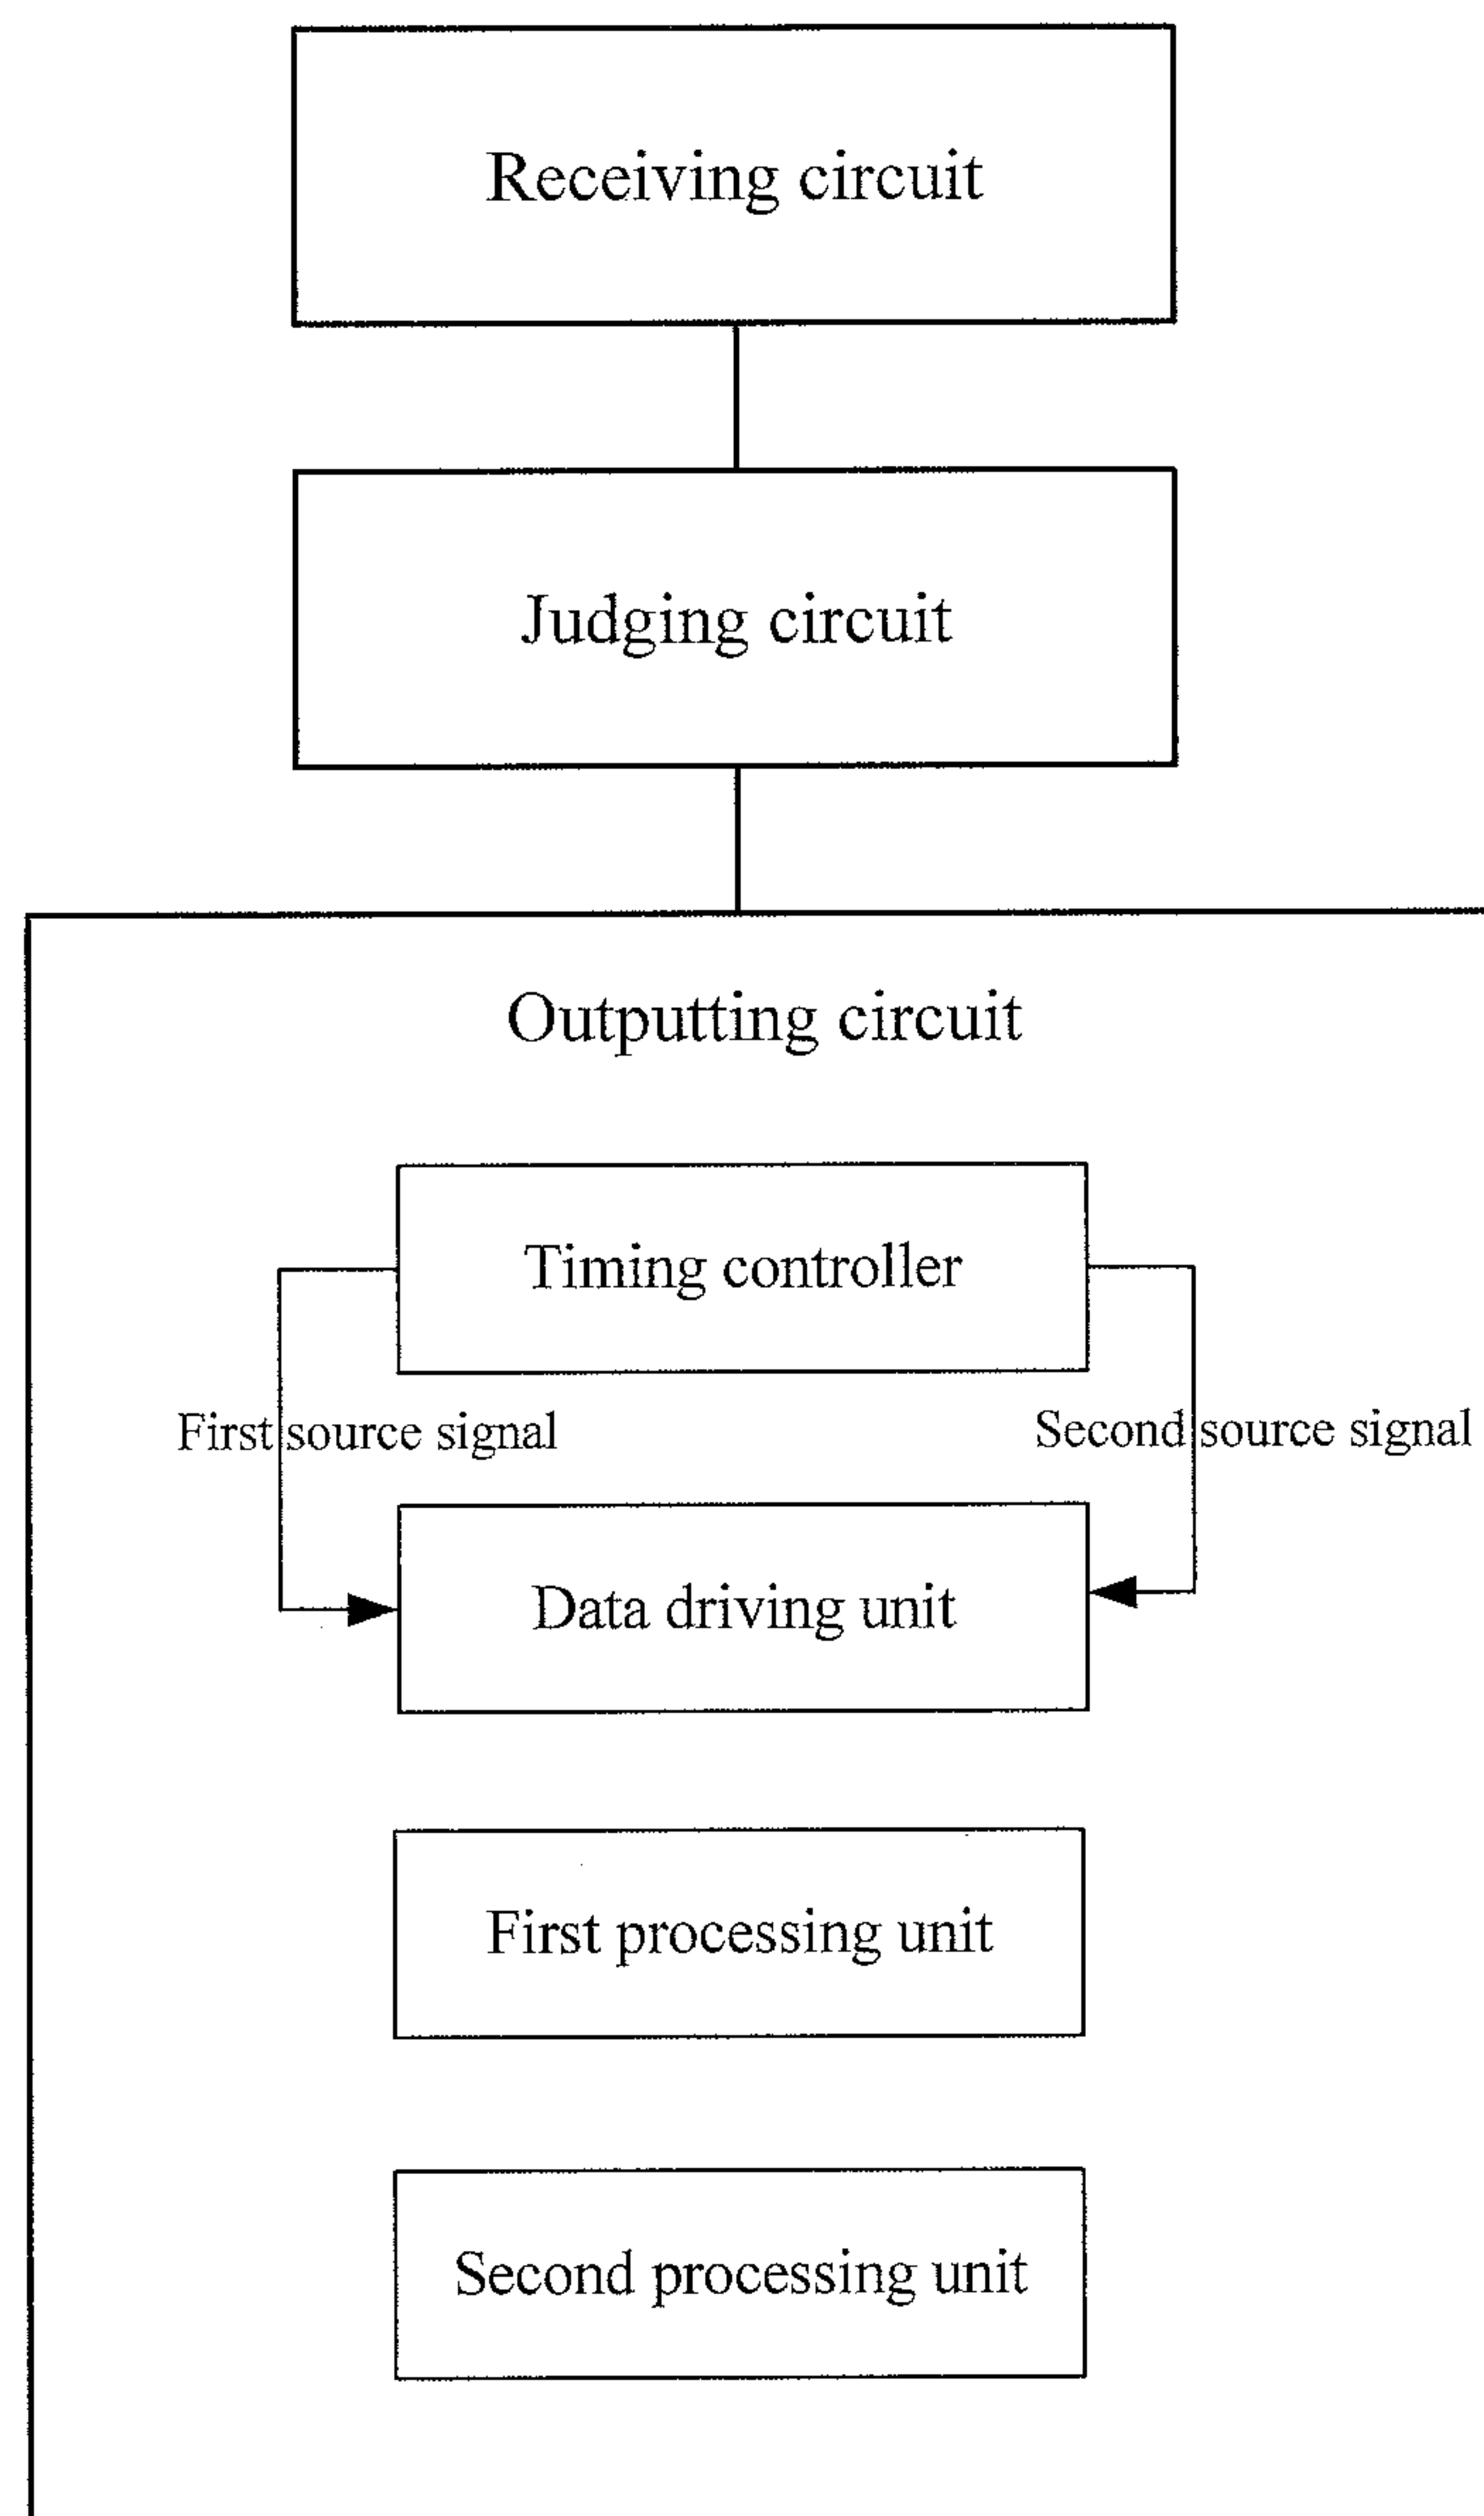 Receiving circuit
Judging circuit
Outputting circuit
Timing controller
First source signal
Second source signal
Data driving unit
First processing unit
Second processing unit